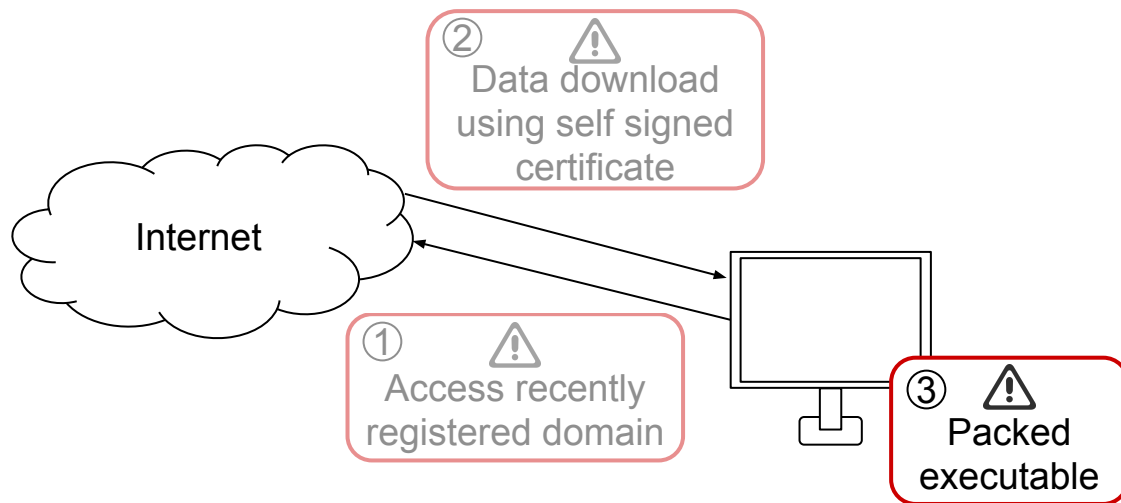 ②
Data download
using self signed
certificate
Internet
①
Access recently
registered domain
③
Packed
executable